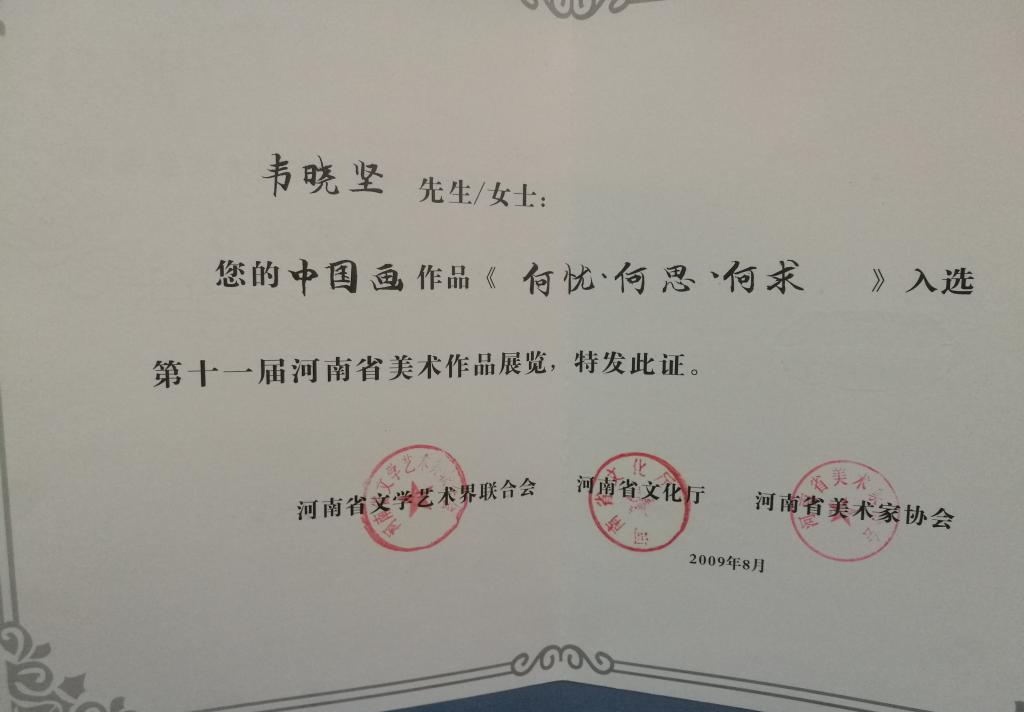 韦晓坚 先生/女士：
您的中国画作品《何忧·何思·何求》入选
第十一届河南省美术作品展览，特发此证。
河南省文学艺术界联合会 河南省文化厅 河南省美术家协会
2009年8月